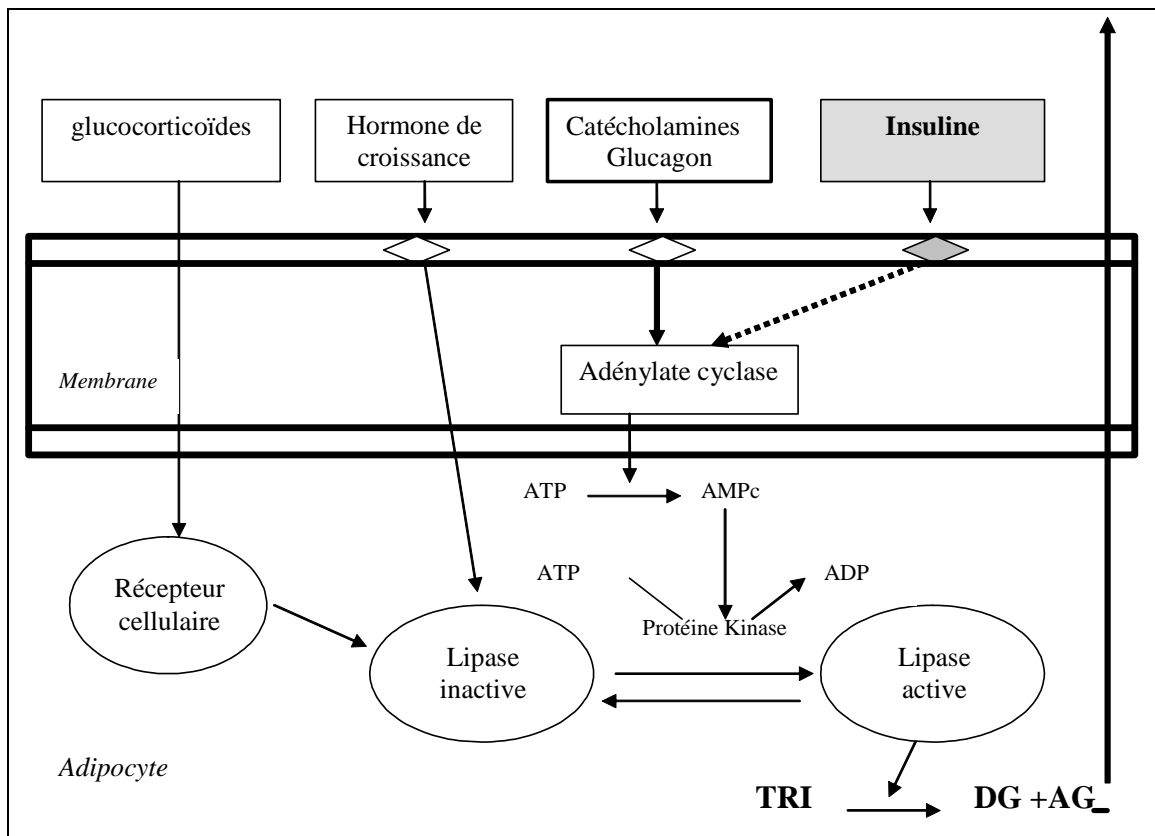 glucocorticoïdes
Hormone de
croissance
Catécholamines
Glucagon
Insuline
Membrane
Adénylate cyclase
ATP
AMPc
ATP
ADP
Récepteur
cellulaire
Protéine Kinase
Lipase
inactive
Lipase
active
Adipocyte
TRI
DG +AG